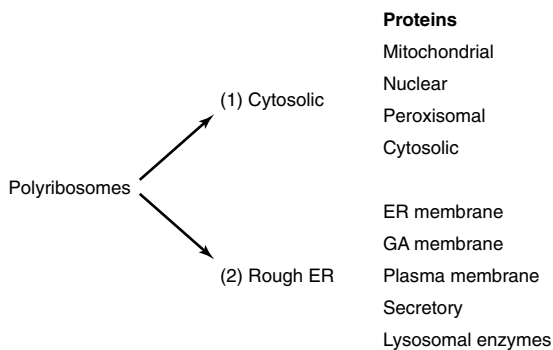 Proteins
Mitochondrial
Nuclear
(1) Cytosolic
Peroxisomal
Cytosolic
Polyribosomes
ER membrane
GA membrane
(2) Rough ER
Plasma membrane
Secretory
Lysosomal enzymes